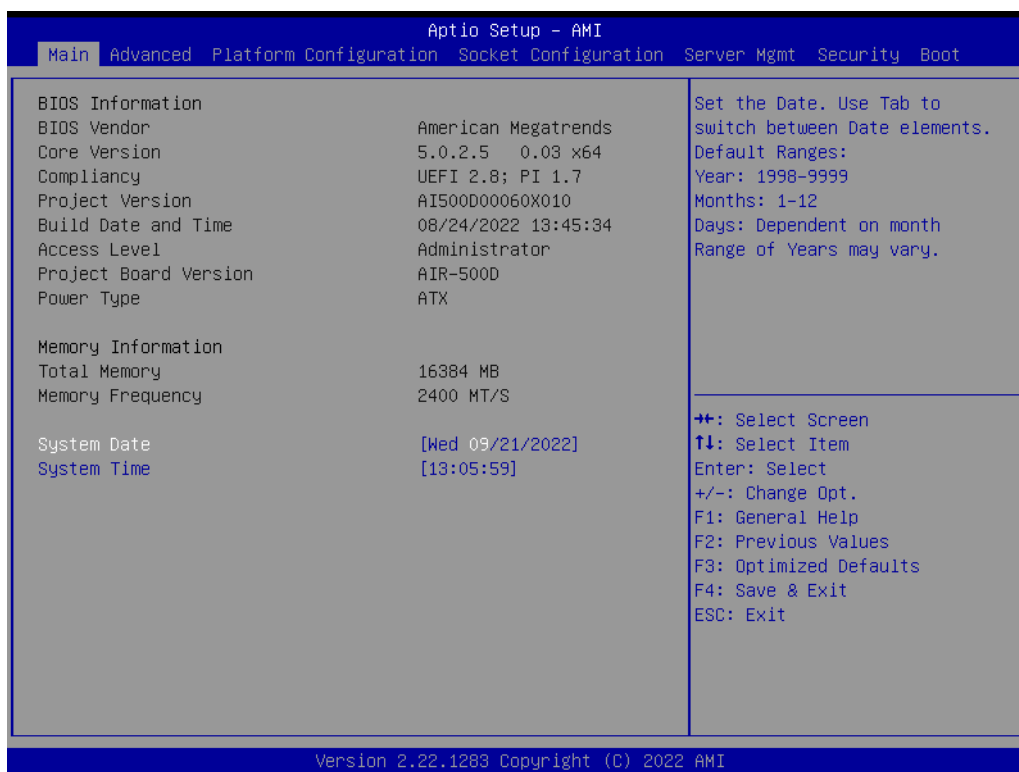 Aptio Setup – AMI
Main Advanced Platform Configuration Socket Configuration Server Mgmt Security Boot
BIOS Information
BIOS Vendor American Megatrends
Core Version 5.0.2.5 0.03 x64
Compliancy UEFI 2.8; PI 1.7
Project Version AI500D00060X010
Build Date and Time 08/24/2022 13:45:34
Access Level Administrator
Project Board Version AIR-500D
Power Type ATX
Memory Information
Total Memory 16384 MB
Memory Frequency 2400 MT/S
System Date [Wed 09/21/2022]
System Time [13:05:59]
Set the Date. Use Tab to
switch between Date elements.
Default Ranges:
Year: 1998-9999
Months: 1-12
Days: Dependent on month
Range of Years may vary.
→←: Select Screen
↑↓: Select Item
Enter: Select
+/-: Change Opt.
F1: General Help
F2: Previous Values
F3: Optimized Defaults
F4: Save & Exit
ESC: Exit
Version 2.22.1283 Copyright (C) 2022 AMI